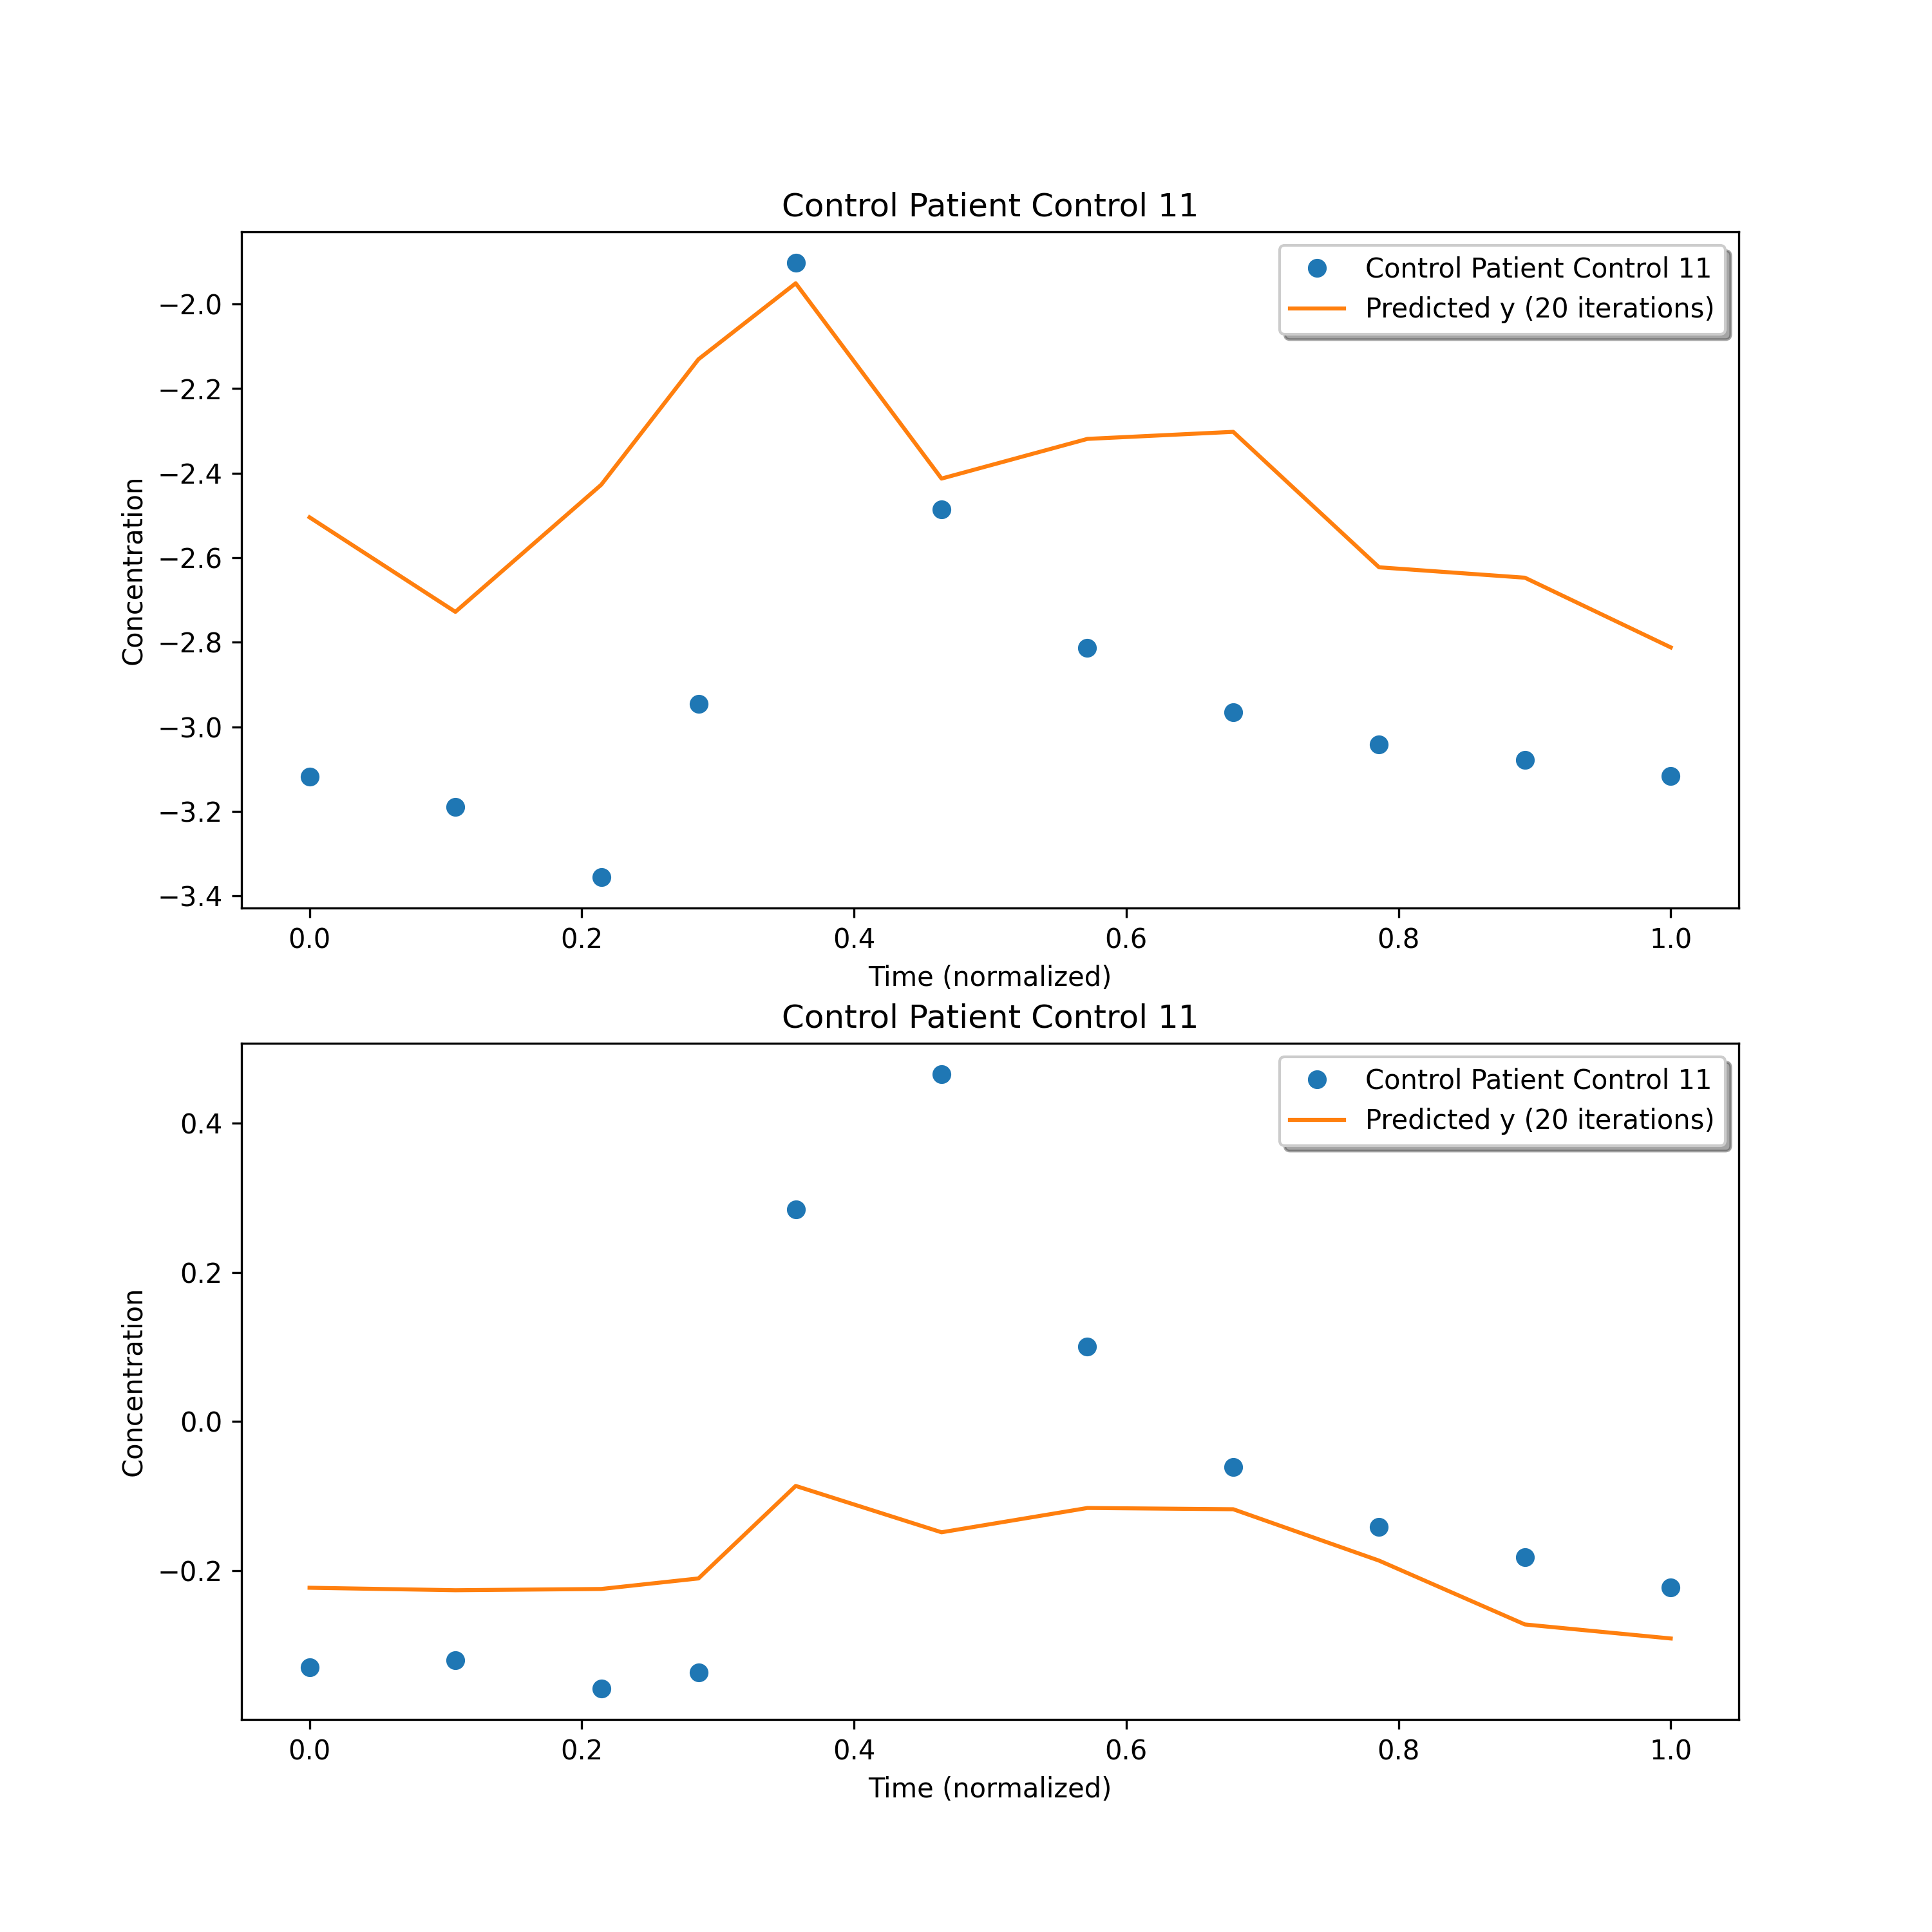 Control Patient Control 11
Control Patient Control 11
Predicted y (20 iterations)
−2.0
−2.2
−2.4
−2.6
−2.8
−3.0
−3.2
−3.4
Concentration
0.0 0.2 0.4 0.6 0.8 1.0
Time (normalized)
Control Patient Control 11
Control Patient Control 11
Predicted y (20 iterations)
0.4
0.2
0.0
−0.2
Concentration
0.0 0.2 0.4 0.6 0.8 1.0
Time (normalized)